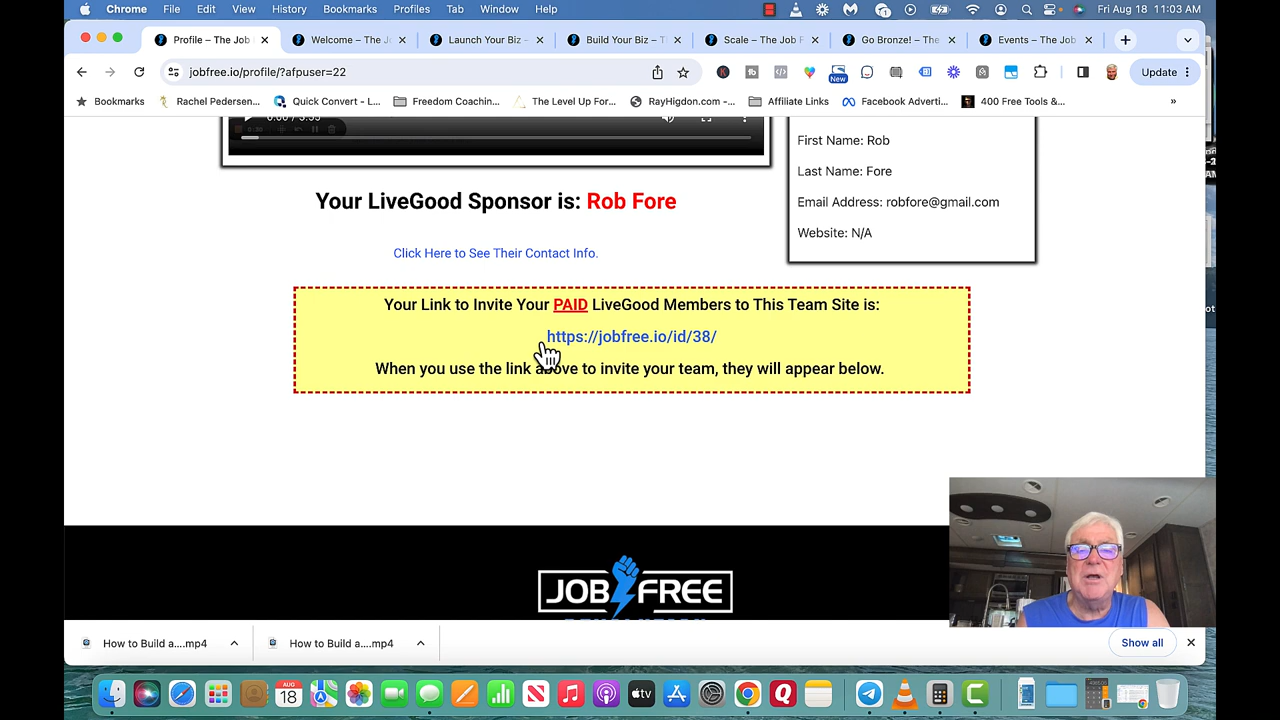 Chrome File Edit View History Bookmarks Profiles Tab Window Help Fri Aug 18 11:03 AM
Profile – The Job Welcome – The J Launch Your Biz – Build Your Biz – T Scale – The Job F Go Bronze! – The Events – The Job
jobfree.io/profile/?afpuser=22 New Update
Bookmarks Rachel Pedersen... Quick Convert - L... Freedom Coachin... The Level Up For... RayHigdon.com -... Affiliate Links Facebook Adverti... 400 Free Tools &... »
First Name: Rob
Last Name: Fore
Email Address: robfore@gmail.com
Website: N/A
Your LiveGood Sponsor is: Rob Fore
Click Here to See Their Contact Info.
Your Link to Invite Your PAID LiveGood Members to This Team Site is:
https://jobfree.io/id/38/
When you use the link above to invite your team, they will appear below.
JOB FREE
How to Build a....mp4 How to Build a....mp4 Show all
AUG
18
tv